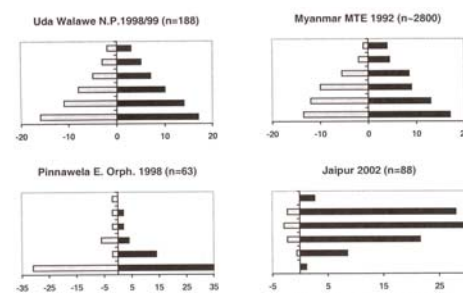 Uda Walawe N.P.1998/99 (n=188)
-20 -10 0 10 20
Myanmar MTE 1992 (n~2800)
-20 -10 0 10 20
Pinnawela E. Orph. 1998 (n=63)
-35 -25 -15 -5 5 15 25 35
Jaipur 2002 (n=88)
-5 5 15 25